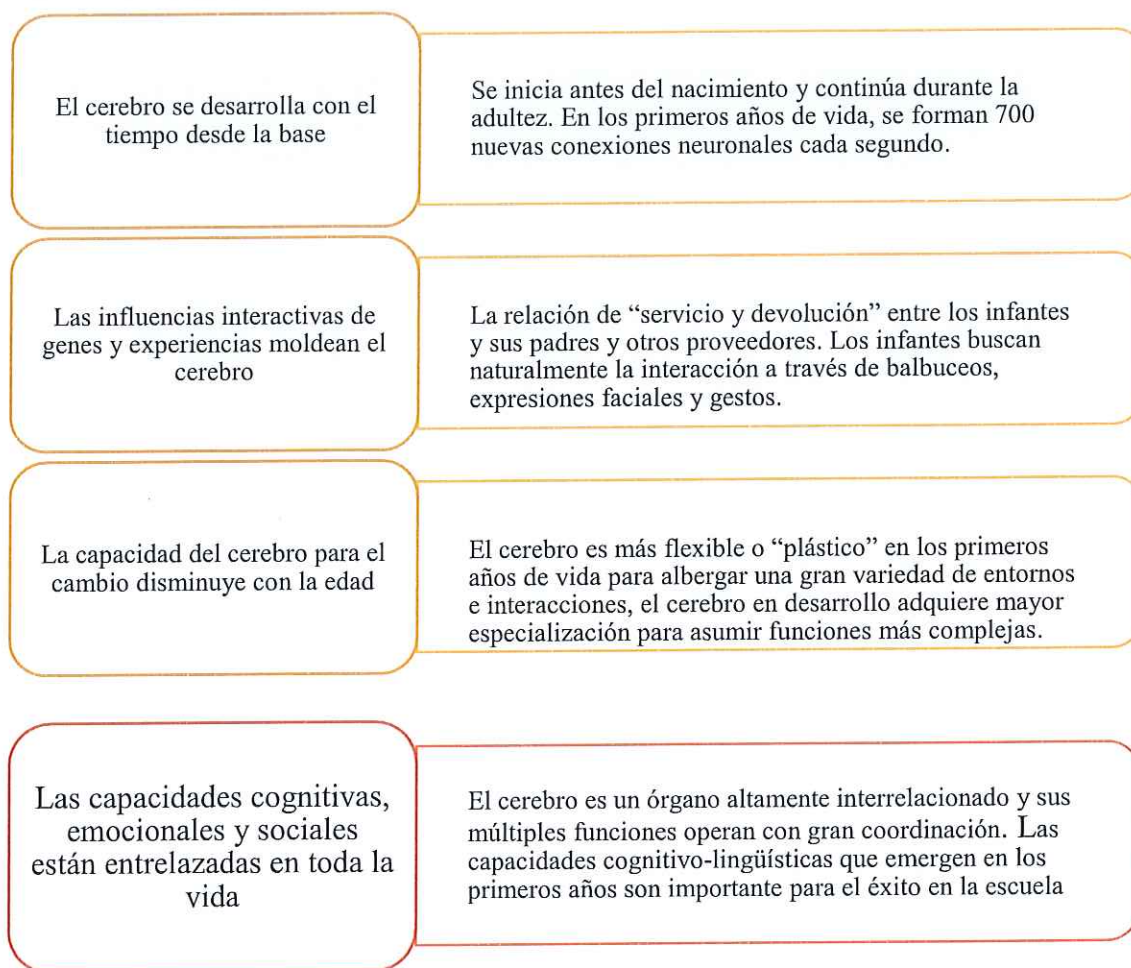 El cerebro se desarrolla con el
tiempo desde la base
Se inicia antes del nacimiento y continúa durante la
adultez. En los primeros años de vida, se forman 700
nuevas conexiones neuronales cada segundo.
Las influencias interactivas de
genes y experiencias moldean el
cerebro
La relación de “servicio y devolución” entre los infantes
y sus padres y otros proveedores. Los infantes buscan
naturalmente la interacción a través de balbuceos,
expresiones faciales y gestos.
La capacidad del cerebro para el
cambio disminuye con la edad
El cerebro es más flexible o “plástico” en los primeros
años de vida para albergar una gran variedad de entornos
e interacciones, el cerebro en desarrollo adquiere mayor
especialización para asumir funciones más complejas.
Las capacidades cognitivas,
emocionales y sociales
están entrelazadas en toda la
vida
El cerebro es un órgano altamente interrelacionado y sus
múltiples funciones operan con gran coordinación. Las
capacidades cognitivo-lingüísticas que emergen en los
primeros años son importante para el éxito en la escuela